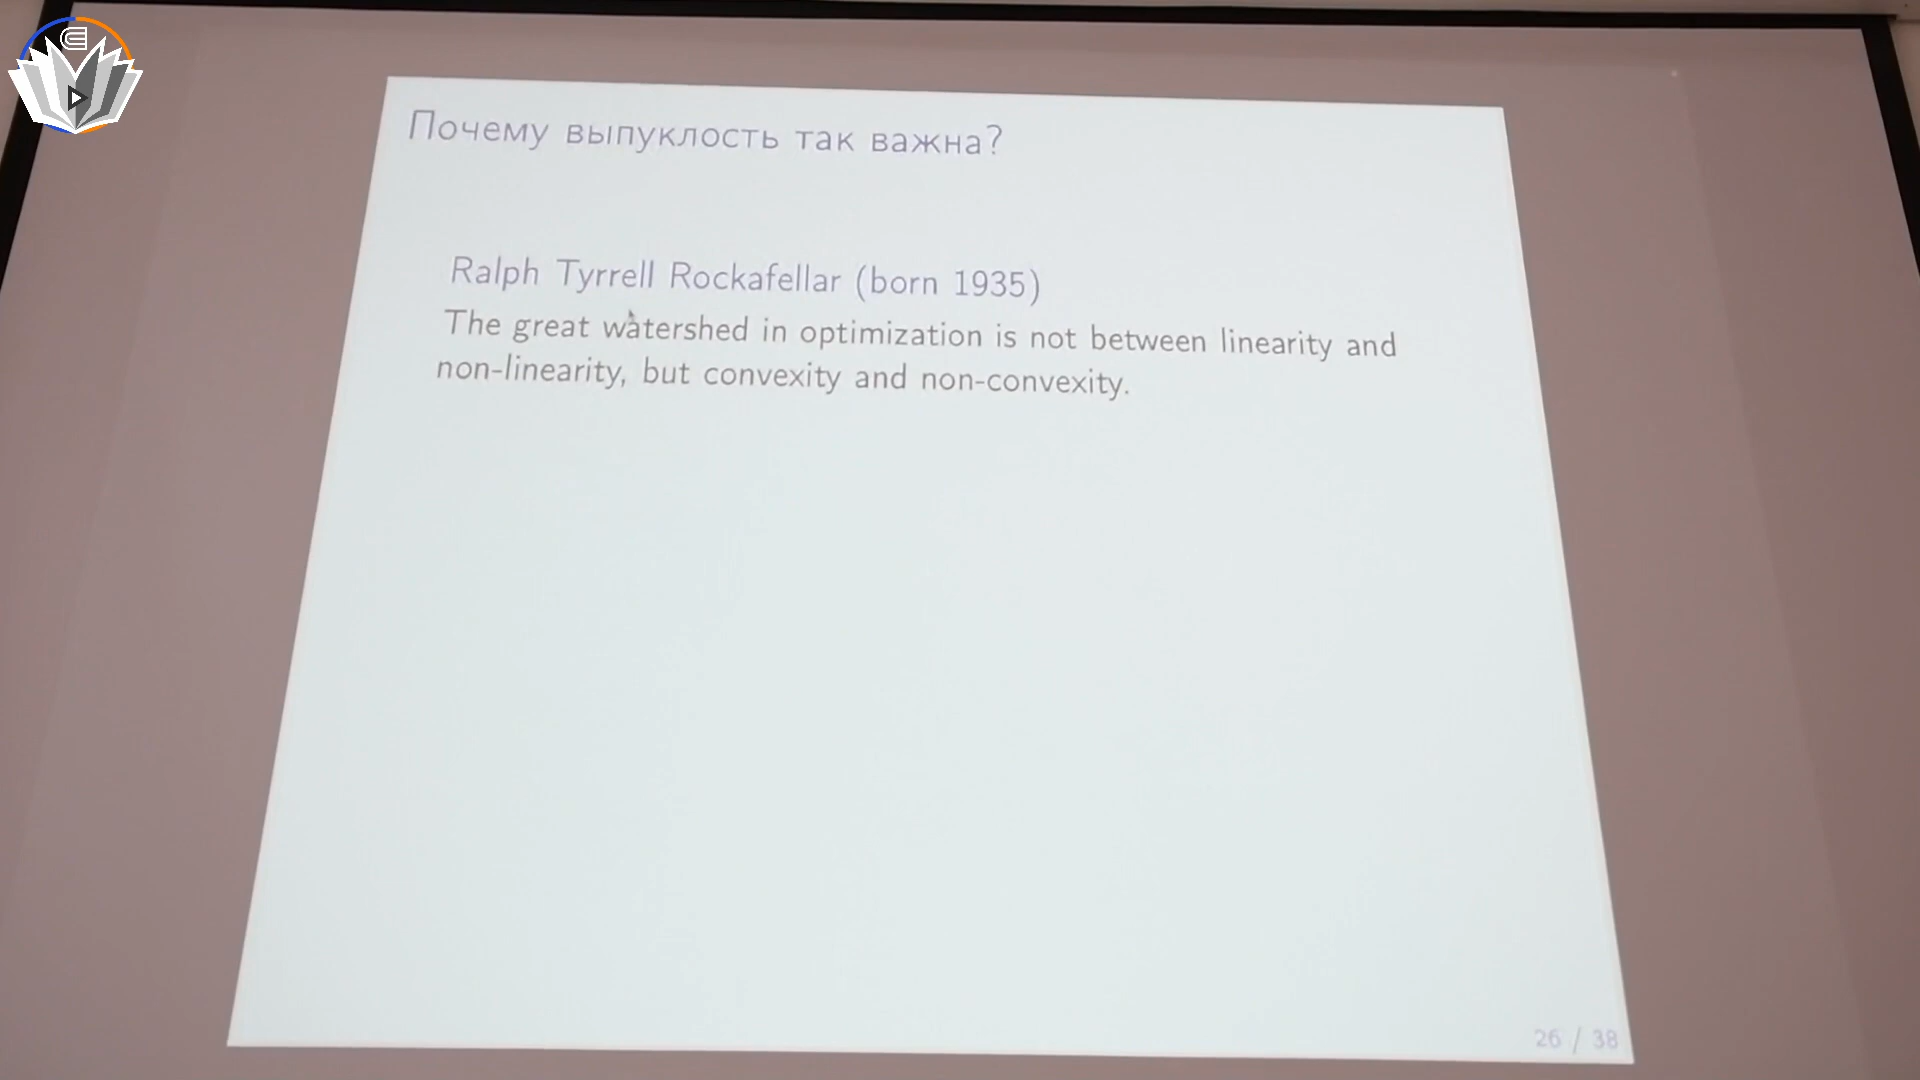 Почему выпуклость так важна?
Ralph Tyrrell Rockafellar (born 1935)
The great watershed in optimization is not between linearity and
non-linearity, but convexity and non-convexity.
26 / 38